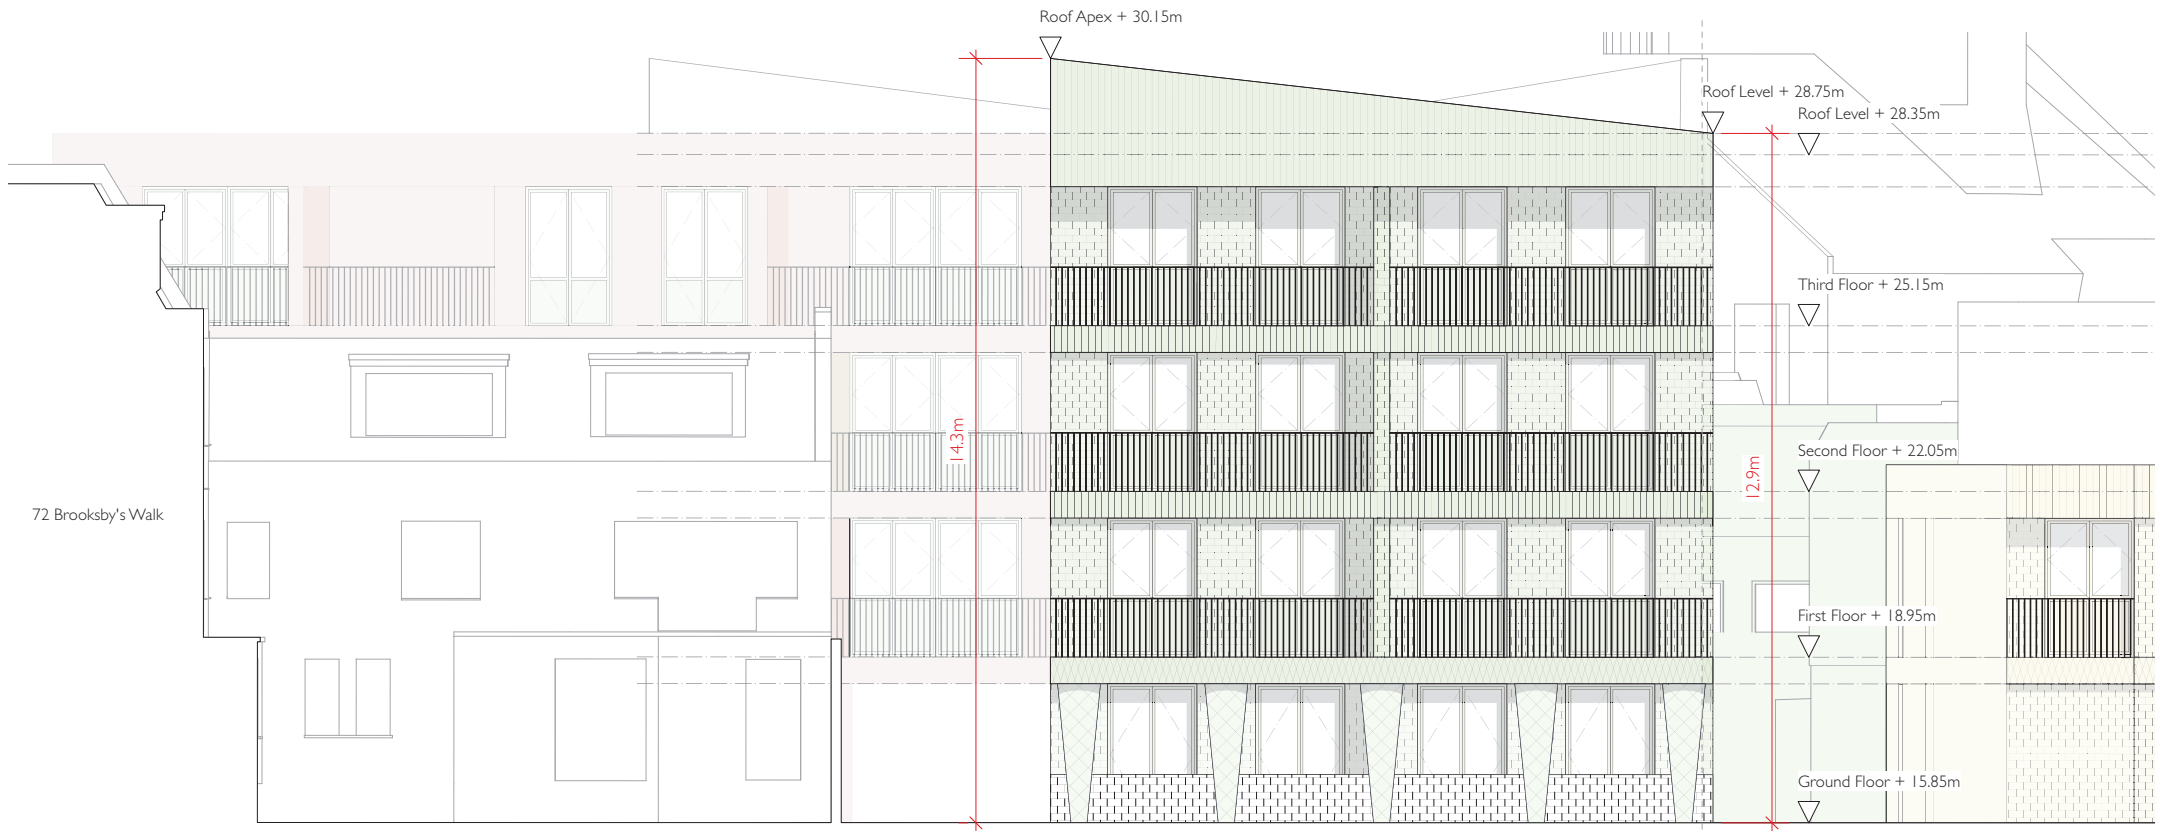 Roof Apex + 30.15m
Roof Level + 28.75m
Roof Level + 28.35m
Third Floor + 25.15m
14.3m
Second Floor + 22.05m
12.9m
72 Brooksby's Walk
First Floor + 18.95m
Ground Floor + 15.85m